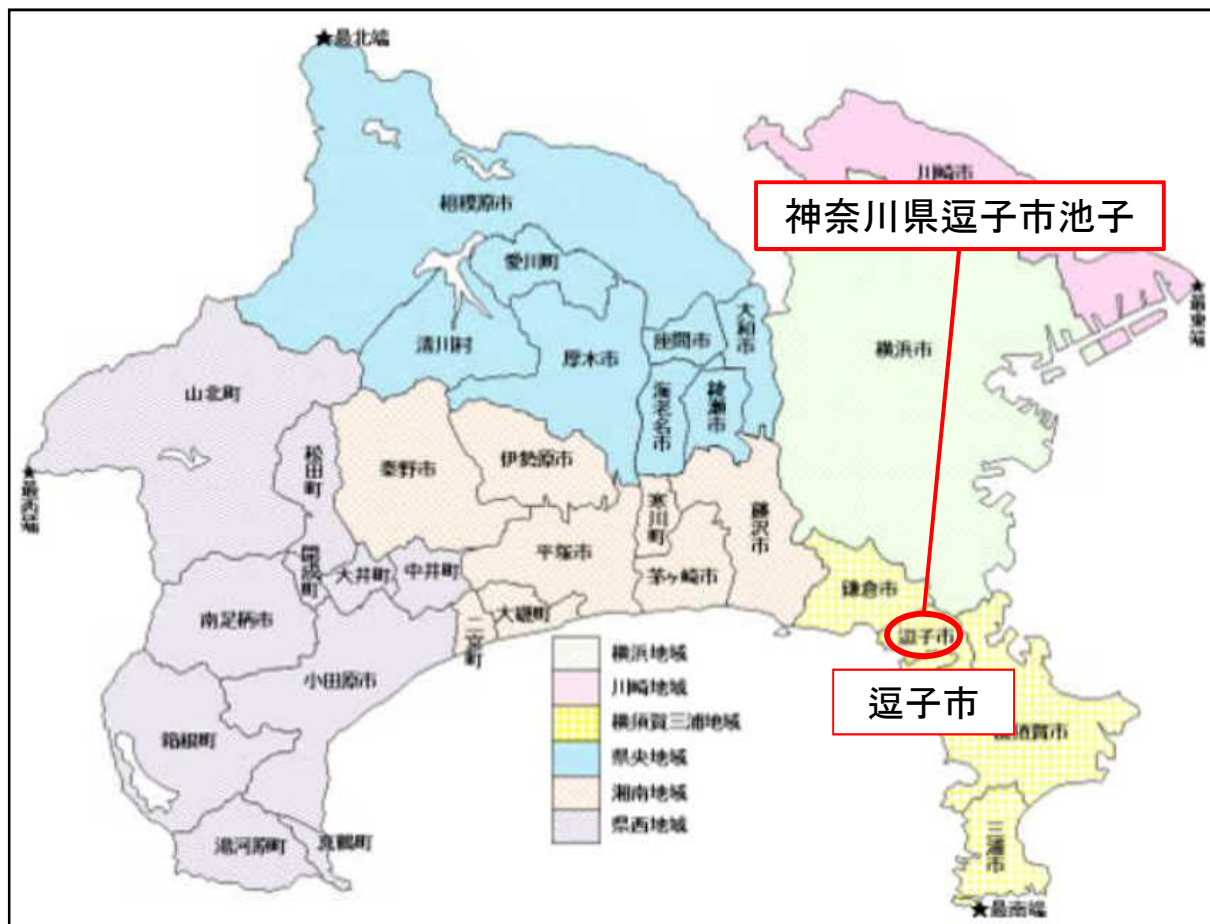 ★最北端
川崎市
相模原市
神奈川県逗子市池子
愛川町
大和市
★最東端
座間市
清川村
厚木市
横浜市
山北町
海老名市
綾瀬市
松田町
秦野市
伊勢原市
★最西端
寒川町
藤沢市
開成町
大井町
中井町
平塚市
茅ヶ崎市
鎌倉市
南足柄市
大磯町
二宮町
逗子市
横浜地域
小田原市
川崎地域
逗子市
横須賀三浦地域
横須賀市
箱根町
県央地域
湘南地域
県西地域
湯河原町
真鶴町
三浦市
★最南端